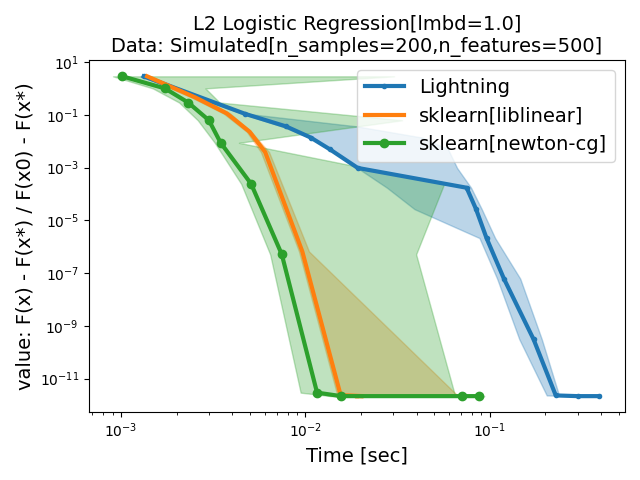 L2 Logistic Regression[lmbd=1.0]
Data: Simulated[n_samples=200,n_features=500]
value: F(x) - F(x*) / F(x0) - F(x*)
10¹
10⁻¹
10⁻³
10⁻⁵
10⁻⁷
10⁻⁹
10⁻¹¹
Lightning
sklearn[liblinear]
sklearn[newton-cg]
10⁻³
10⁻²
10⁻¹
Time [sec]